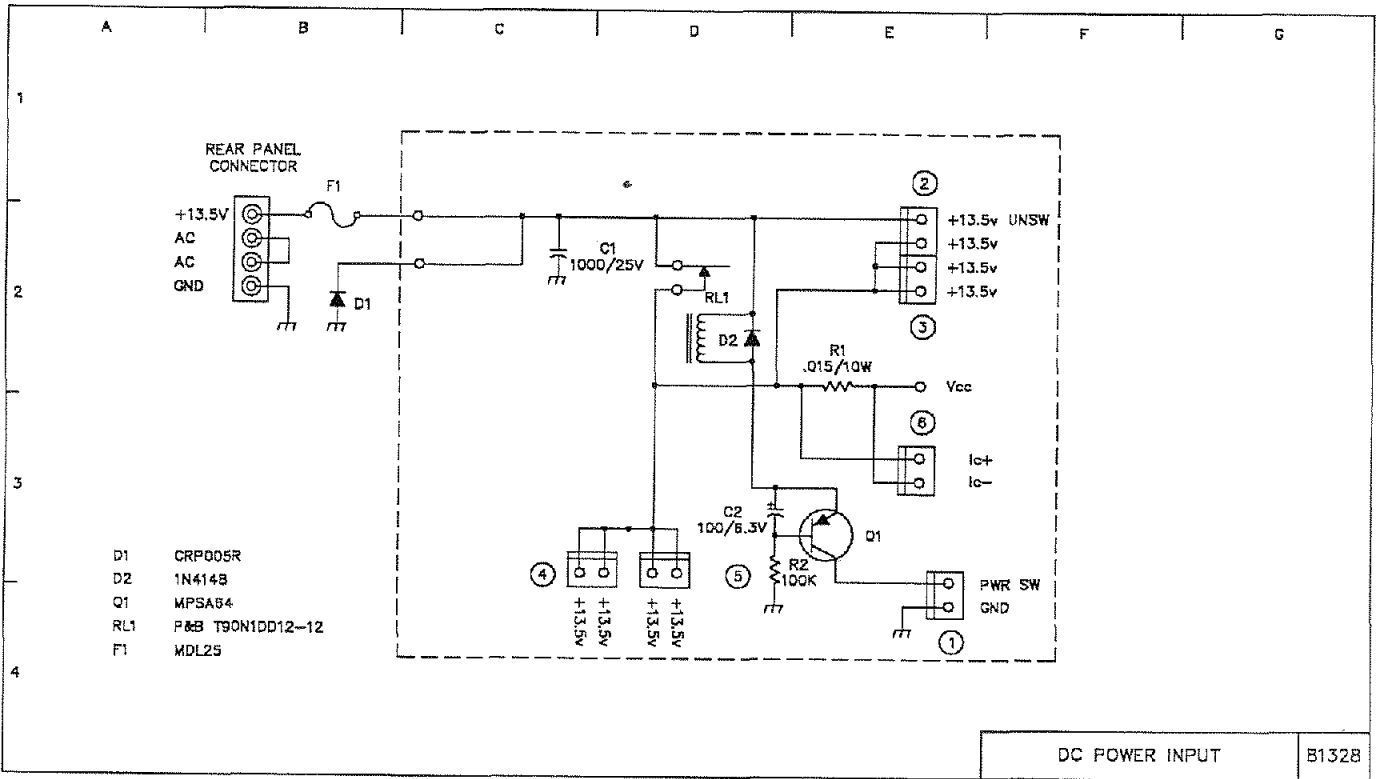 A B C D E F G
1
2
3
4
REAR PANEL
CONNECTOR
F1
+13.5V
AC
AC
GND
D1
C1
1000/25V
RL1
D2
2
+13.5v UNSW
+13.5v
+13.5v
+13.5v
3
R1
.015/10W
Vcc
6
Ic+
Ic-
C2
100/6.3V
Q1
R2
100K
4
+13.5v
+13.5v
+13.5v
+13.5v
5
PWR SW
GND
1
D1 CRP005R
D2 1N4148
Q1 MPSA64
RL1 P&B T90N1DD12-12
F1 MDL25
DC POWER INPUT
B1328